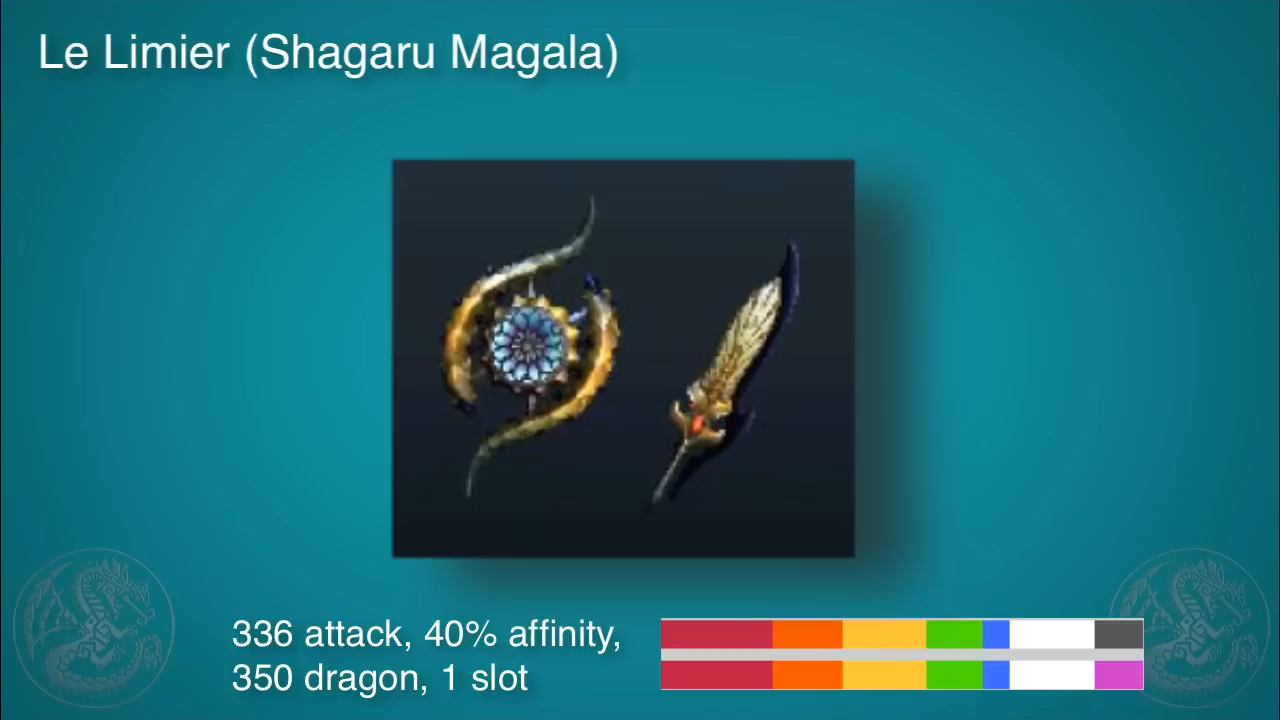 Le Limier (Shagaru Magala)
336 attack, 40% affinity,
350 dragon, 1 slot